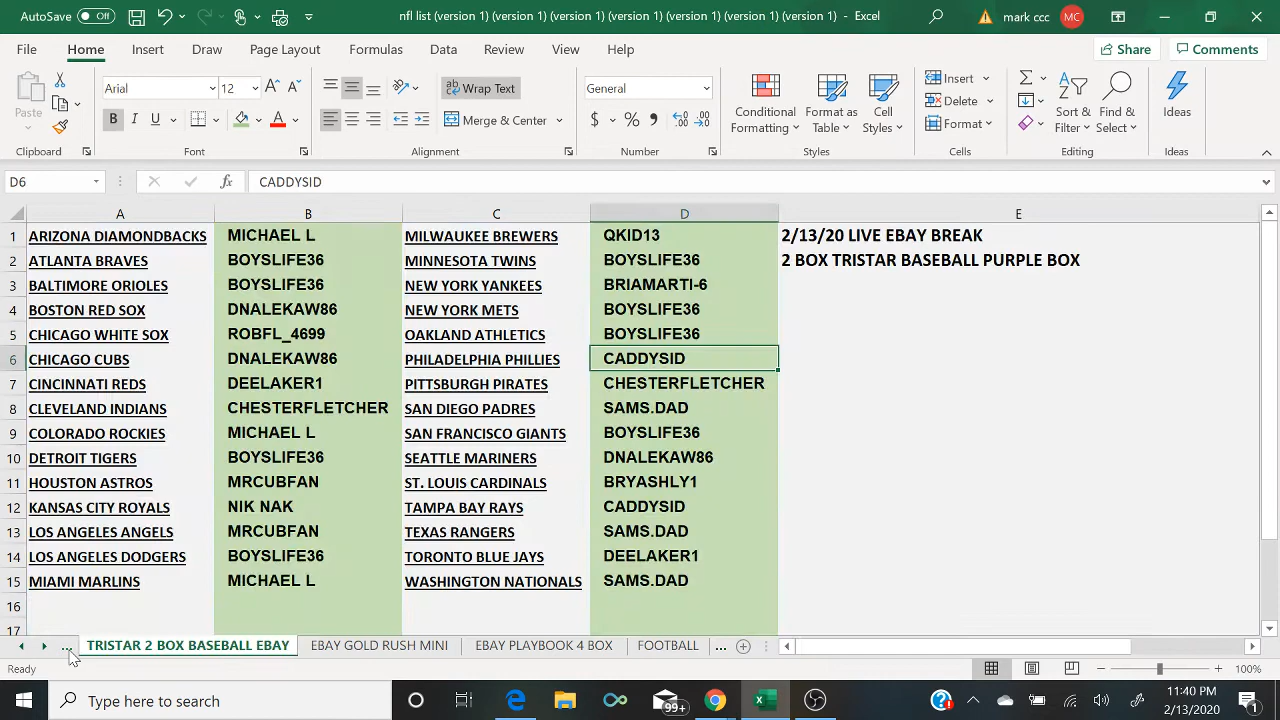 AutoSave Off nfl list (version 1) (version 1) (version 1) (version 1) (version 1) (version 1) (version 1) - Excel mark ccc MC
File Home Insert Draw Page Layout Formulas Data Review View Help Share Comments
Paste
Clipboard
Arial 12
B I U
Font
Wrap Text
Merge & Center
Alignment
General
$ % ,
Number
Conditional Formatting
Format as Table
Cell Styles
Styles
Insert
Delete
Format
Cells
Sort & Filter
Find & Select
Editing
Ideas
Ideas
D6 fx CADDYSID
A B C D E
1 ARIZONA DIAMONDBACKS MICHAEL L MILWAUKEE BREWERS QKID13 2/13/20 LIVE EBAY BREAK
2 ATLANTA BRAVES BOYSLIFE36 MINNESOTA TWINS BOYSLIFE36 2 BOX TRISTAR BASEBALL PURPLE BOX
3 BALTIMORE ORIOLES BOYSLIFE36 NEW YORK YANKEES BRIAMARTI-6
4 BOSTON RED SOX DNALEKAW86 NEW YORK METS BOYSLIFE36
5 CHICAGO WHITE SOX ROBFL_4699 OAKLAND ATHLETICS BOYSLIFE36
6 CHICAGO CUBS DNALEKAW86 PHILADELPHIA PHILLIES CADDYSID
7 CINCINNATI REDS DEELAKER1 PITTSBURGH PIRATES CHESTERFLETCHER
8 CLEVELAND INDIANS CHESTERFLETCHER SAN DIEGO PADRES SAMS.DAD
9 COLORADO ROCKIES MICHAEL L SAN FRANCISCO GIANTS BOYSLIFE36
10 DETROIT TIGERS BOYSLIFE36 SEATTLE MARINERS DNALEKAW86
11 HOUSTON ASTROS MRCUBFAN ST. LOUIS CARDINALS BRYASHLY1
12 KANSAS CITY ROYALS NIK NAK TAMPA BAY RAYS CADDYSID
13 LOS ANGELES ANGELS MRCUBFAN TEXAS RANGERS SAMS.DAD
14 LOS ANGELES DODGERS BOYSLIFE36 TORONTO BLUE JAYS DEELAKER1
15 MIAMI MARLINS MICHAEL L WASHINGTON NATIONALS SAMS.DAD
16
17
... TRISTAR 2 BOX BASEBALL EBAY EBAY GOLD RUSH MINI EBAY PLAYBOOK 4 BOX FOOTBALL ...
Ready 100%
Type here to search 99+ 11:40 PM
2/13/2020 1